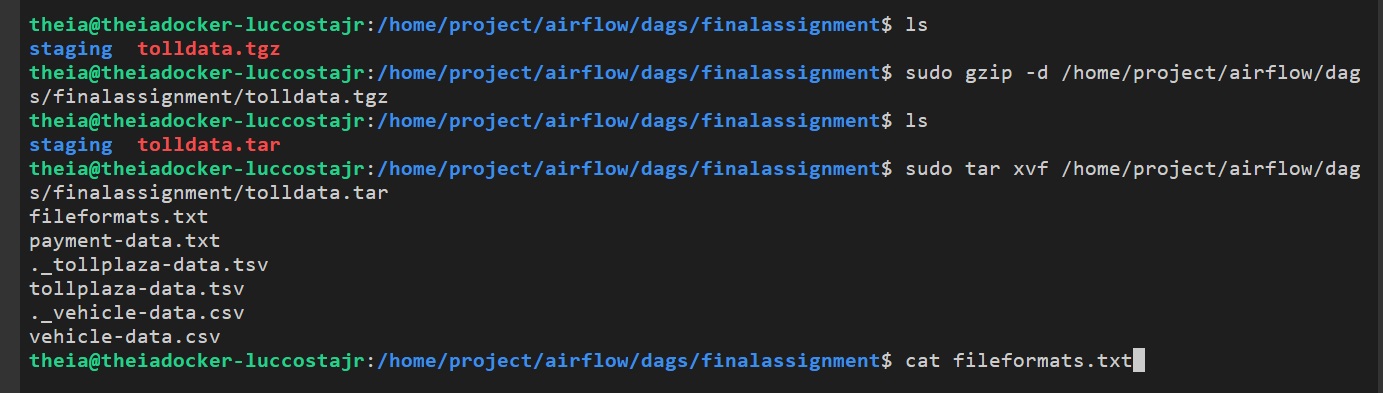 theia@theiadocker-luccostajr:/home/project/airflow/dags/finalassignment$ ls
staging  tolldata.tgz
theia@theiadocker-luccostajr:/home/project/airflow/dags/finalassignment$ sudo gzip -d /home/project/airflow/dag
s/finalassignment/tolldata.tgz
theia@theiadocker-luccostajr:/home/project/airflow/dags/finalassignment$ ls
staging  tolldata.tar
theia@theiadocker-luccostajr:/home/project/airflow/dags/finalassignment$ sudo tar xvf /home/project/airflow/dag
s/finalassignment/tolldata.tar
fileformats.txt
payment-data.txt
._tollplaza-data.tsv
tollplaza-data.tsv
._vehicle-data.csv
vehicle-data.csv
theia@theiadocker-luccostajr:/home/project/airflow/dags/finalassignment$ cat fileformats.txt